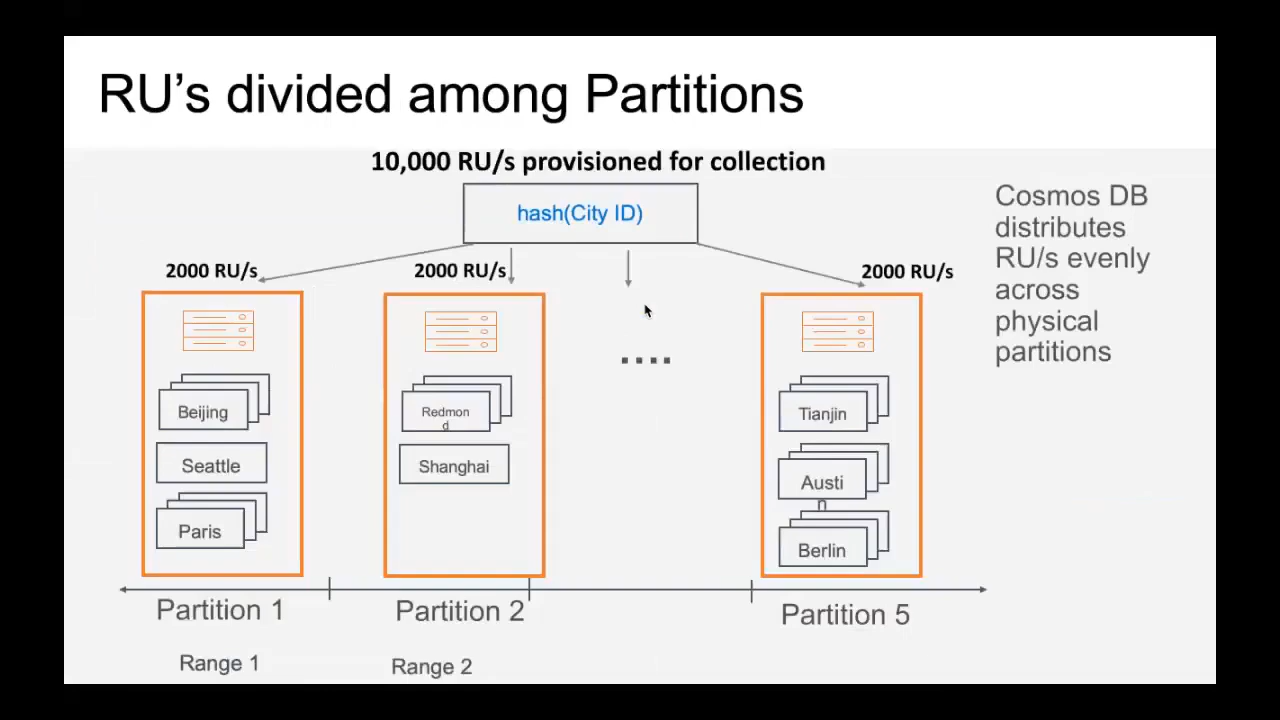 RU's divided among Partitions
10,000 RU/s provisioned for collection
hash(City ID)
Cosmos DB
distributes
RU/s evenly
across
physical
partitions
2000 RU/s
2000 RU/s
2000 RU/s
Beijing
Seattle
Paris
Redmon
d
Shanghai
....
Tianjin
Austi
n
Berlin
Partition 1
Partition 2
Partition 5
Range 1
Range 2